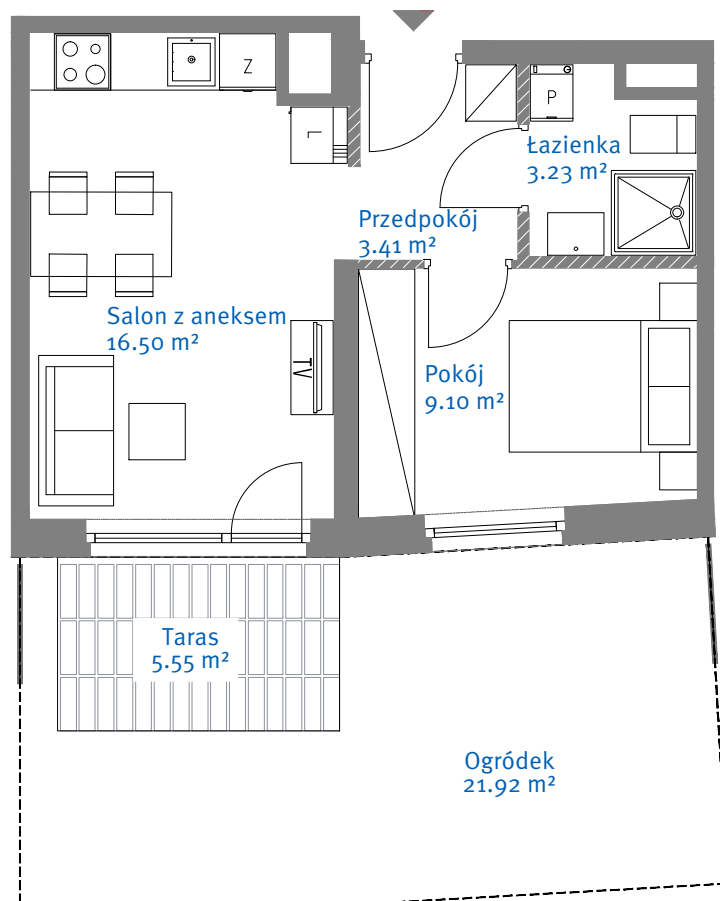 Z
P
L
Łazienka
3.23 m²
Przedpokój
3.41 m²
Salon z aneksem
16.50 m²
TV
Pokój
9.10 m²
Taras
5.55 m²
Ogródek
21.92 m²